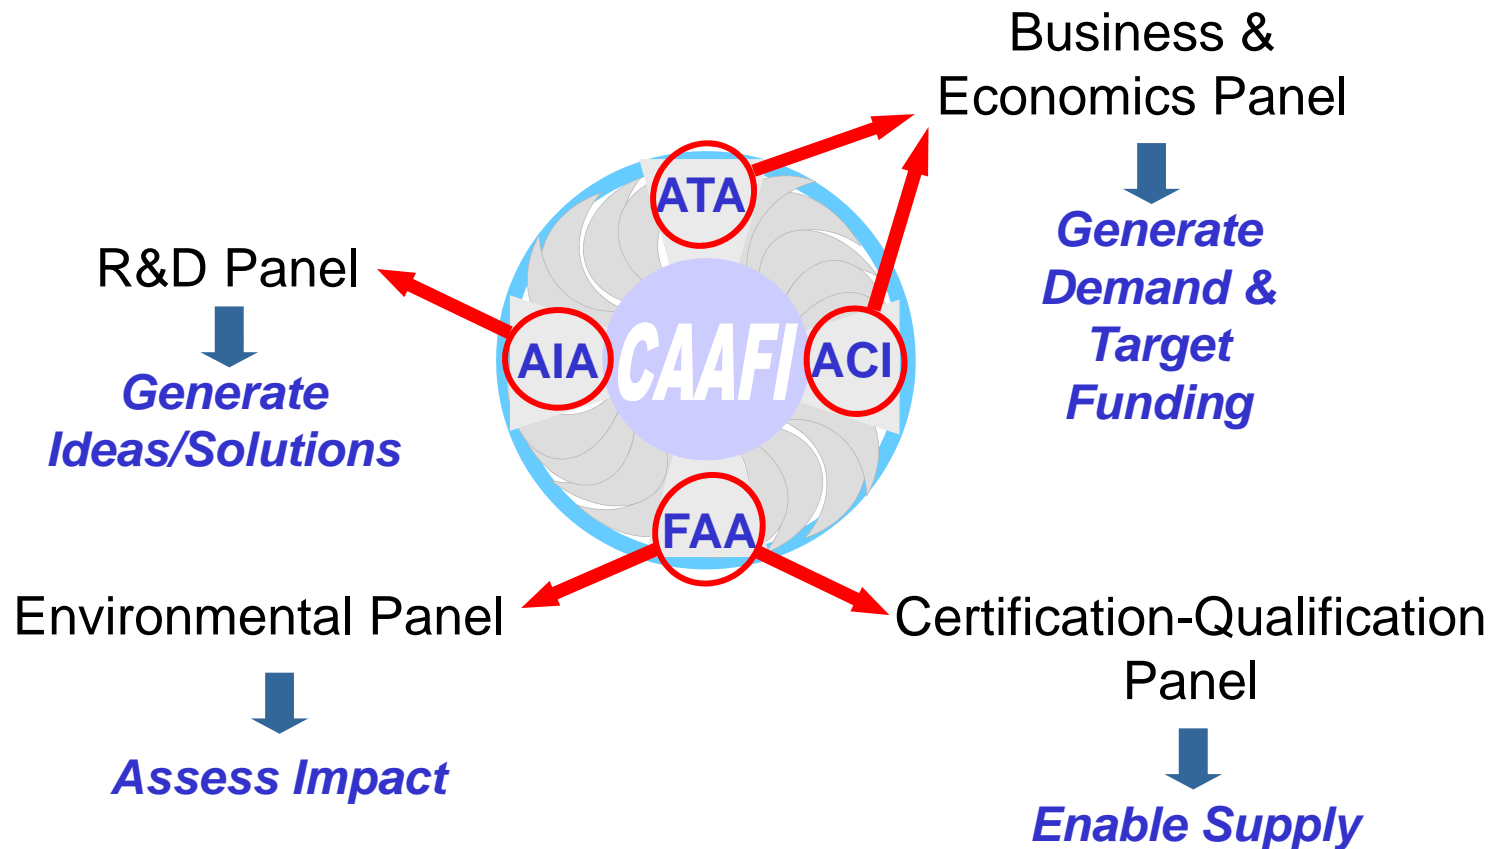 Business &
Economics Panel
Generate
Demand &
Target
Funding
ATA
R&D Panel
Generate
Ideas/Solutions
AIA
CAAFI
ACI
FAA
Environmental Panel
Assess Impact
Certification-Qualification
Panel
Enable Supply